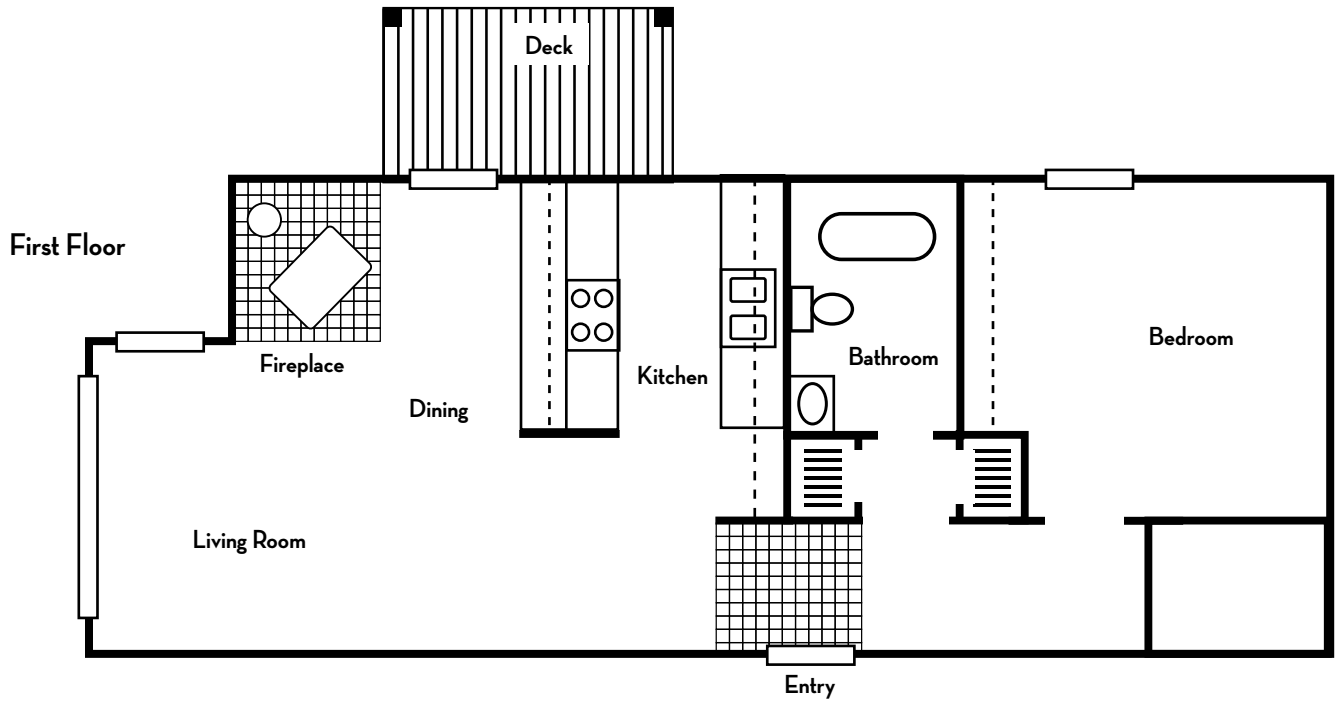 Deck
First Floor
Fireplace
Dining
Kitchen
Bathroom
Bedroom
Living Room
Entry